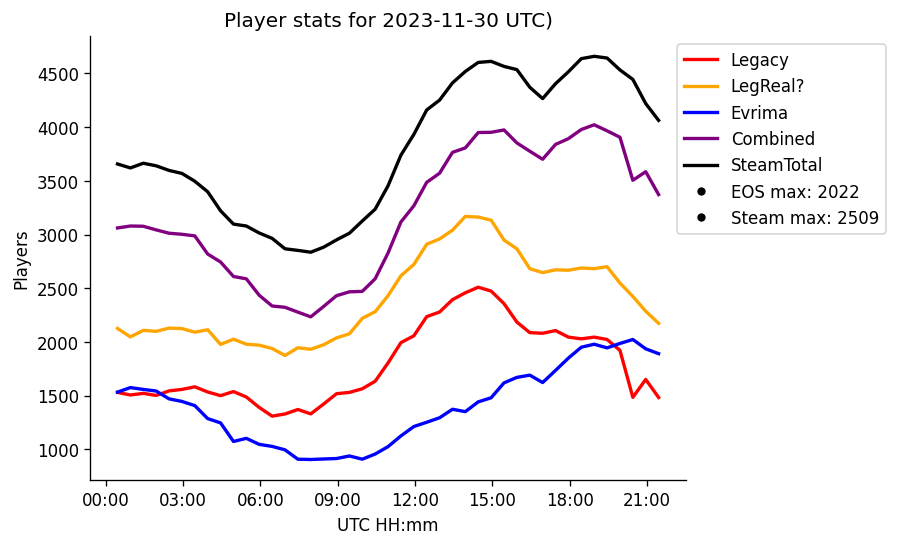 Player stats for 2023-11-30 UTC)
Players
4500
4000
3500
3000
2500
2000
1500
1000
00:00 03:00 06:00 09:00 12:00 15:00 18:00 21:00
UTC HH:mm
Legacy
LegReal?
Evrima
Combined
SteamTotal
EOS max: 2022
Steam max: 2509